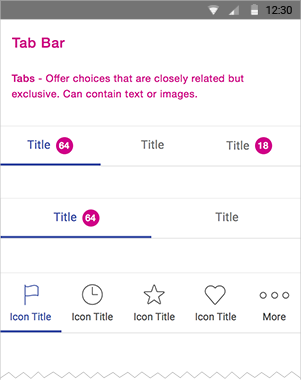 12:30
Tab Bar
Tabs - Offer choices that are closely related but
exclusive. Can contain text or images.
Title 64 Title Title 18
Title 64 Title
Icon Title Icon Title Icon Title Icon Title More